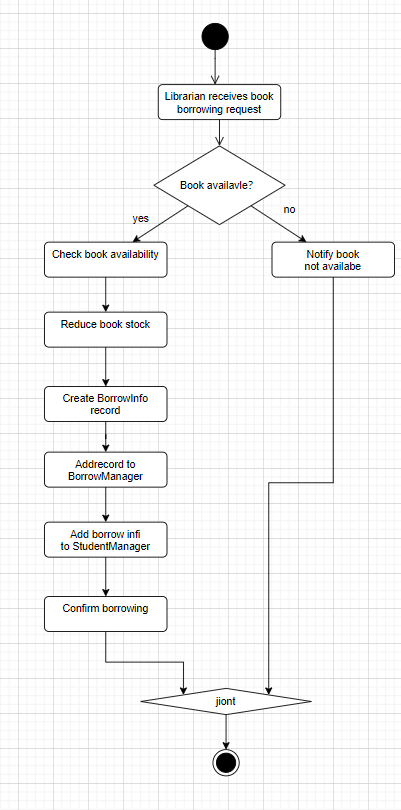 Librarian receives book
borrowing request
Book availavle?
yes
no
Check book availability
Notify book
not availabe
Reduce book stock
Create BorrowInfo
record
Addrecord to
BorrowManager
Add borrow infi
to StudentManager
Confirm borrowing
jiont